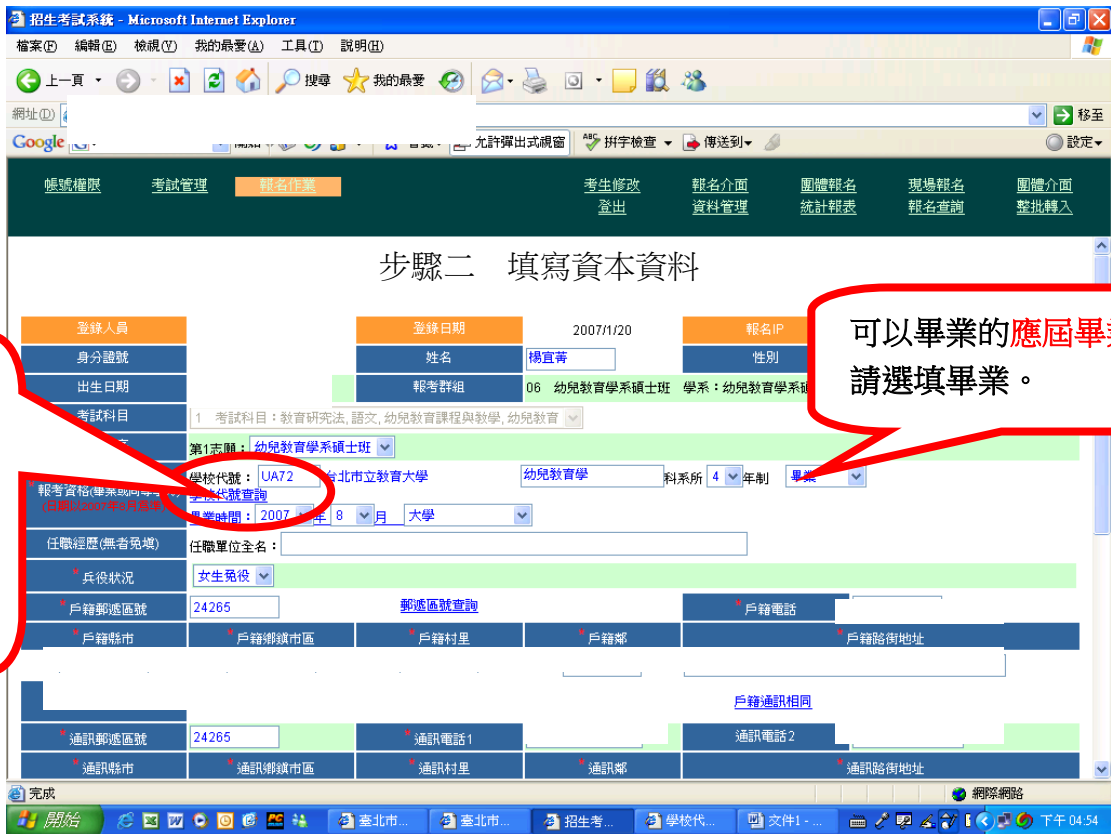 招生考試系統 - Microsoft Internet Explorer
檔案(F) 編輯(E) 檢視(V) 我的最愛(A) 工具(T) 說明(H)
上一頁 搜尋 我的最愛
網址(D) 移至
Google 允許彈出式視窗 拼字檢查 傳送到 設定
帳號權限 考試管理 報名作業 考生修改 報名介面 團體報名 現場報名 團體介面
登出 資料管理 統計報表 報名查詢 整批轉入
步驟二 填寫資本資料
登錄人員 登錄日期 2007/1/20 報名IP
可以畢業的應屆畢
請選填畢業。
身分證號 姓名 楊宜菁 性別
出生日期 報考群組 06 幼兒教育學系碩士班 學系：幼兒教育學系碩
考試科目 1 考試科目：教育研究法,語文,幼兒教育課程與教學,幼兒教育
第1志願： 幼兒教育學系碩士班
學校代號： UA72 台北市立教育大學 幼兒教育學 科系所 4 年制 畢業
學校代號查詢
畢業時間： 2007 年 8 月 大學
任職經歷(無者免填) 任職單位全名：
*兵役狀況 女生免役
*戶籍郵遞區號 24265 郵遞區號查詢 *戶籍電話
*戶籍縣市 *戶籍鄉鎮市區 *戶籍村里 *戶籍鄰 *戶籍路街地址
戶籍通訊相同
*通訊郵遞區號 24265 *通訊電話1 通訊電話2
*通訊縣市 *通訊鄉鎮市區 *通訊村里 *通訊鄰 *通訊路街地址
完成 網際網路
開始 臺北市... 臺北市... 招生考... 學校代... 文件1 - ... 下午 04:54